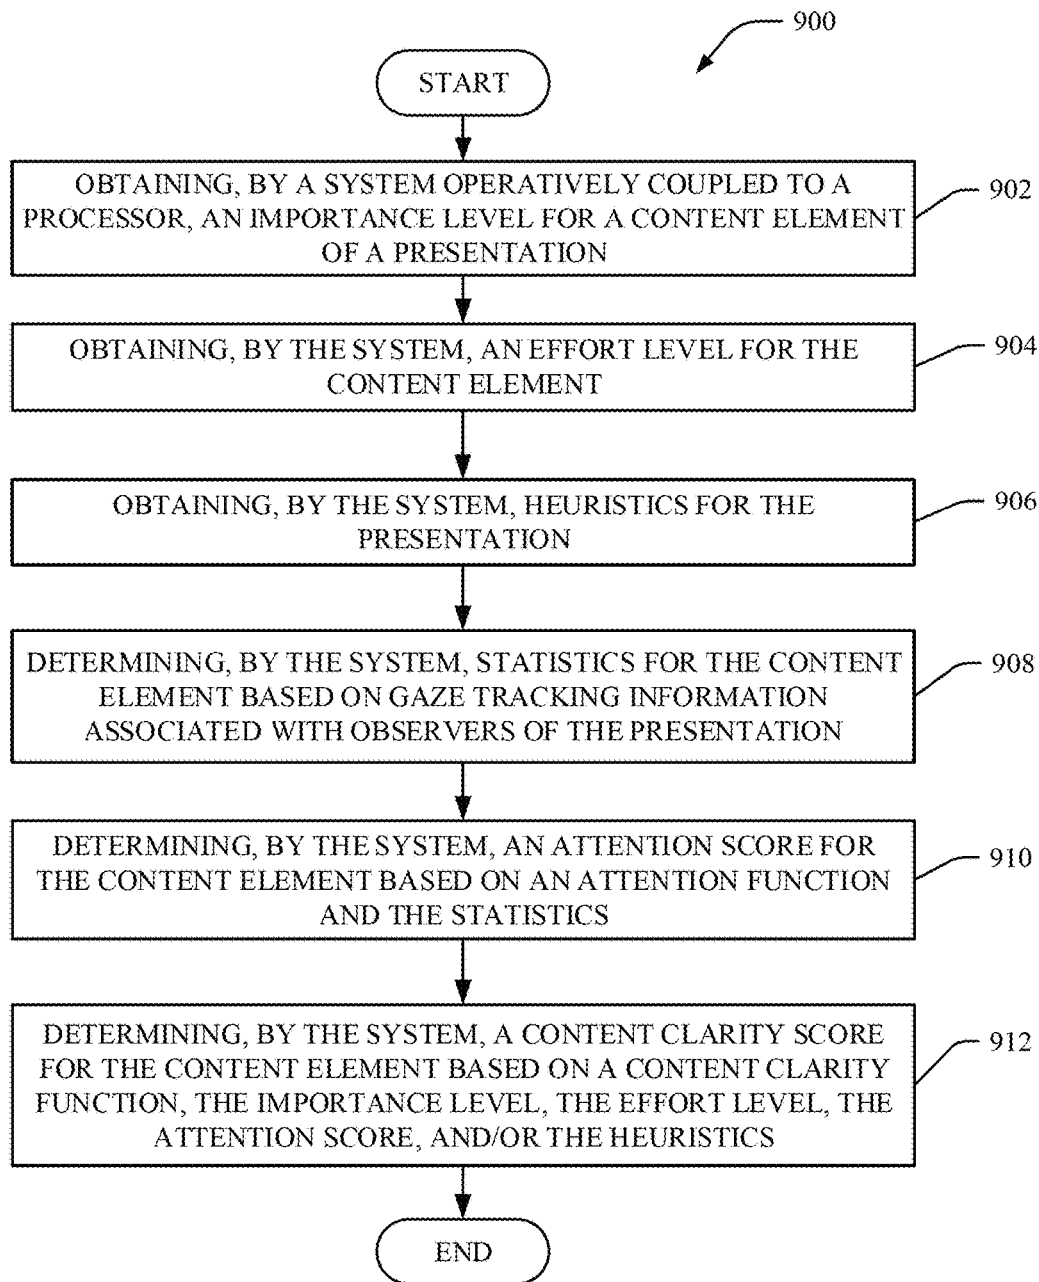 900
START
OBTAINING, BY A SYSTEM OPERATIVELY COUPLED TO A
PROCESSOR, AN IMPORTANCE LEVEL FOR A CONTENT ELEMENT
OF A PRESENTATION
902
OBTAINING, BY THE SYSTEM, AN EFFORT LEVEL FOR THE
CONTENT ELEMENT
904
OBTAINING, BY THE SYSTEM, HEURISTICS FOR THE
PRESENTATION
906
DETERMINING, BY THE SYSTEM, STATISTICS FOR THE CONTENT
ELEMENT BASED ON GAZE TRACKING INFORMATION
ASSOCIATED WITH OBSERVERS OF THE PRESENTATION
908
DETERMINING, BY THE SYSTEM, AN ATTENTION SCORE FOR
THE CONTENT ELEMENT BASED ON AN ATTENTION FUNCTION
AND THE STATISTICS
910
DETERMINING, BY THE SYSTEM, A CONTENT CLARITY SCORE
FOR THE CONTENT ELEMENT BASED ON A CONTENT CLARITY
FUNCTION, THE IMPORTANCE LEVEL, THE EFFORT LEVEL, THE
ATTENTION SCORE, AND/OR THE HEURISTICS
912
END